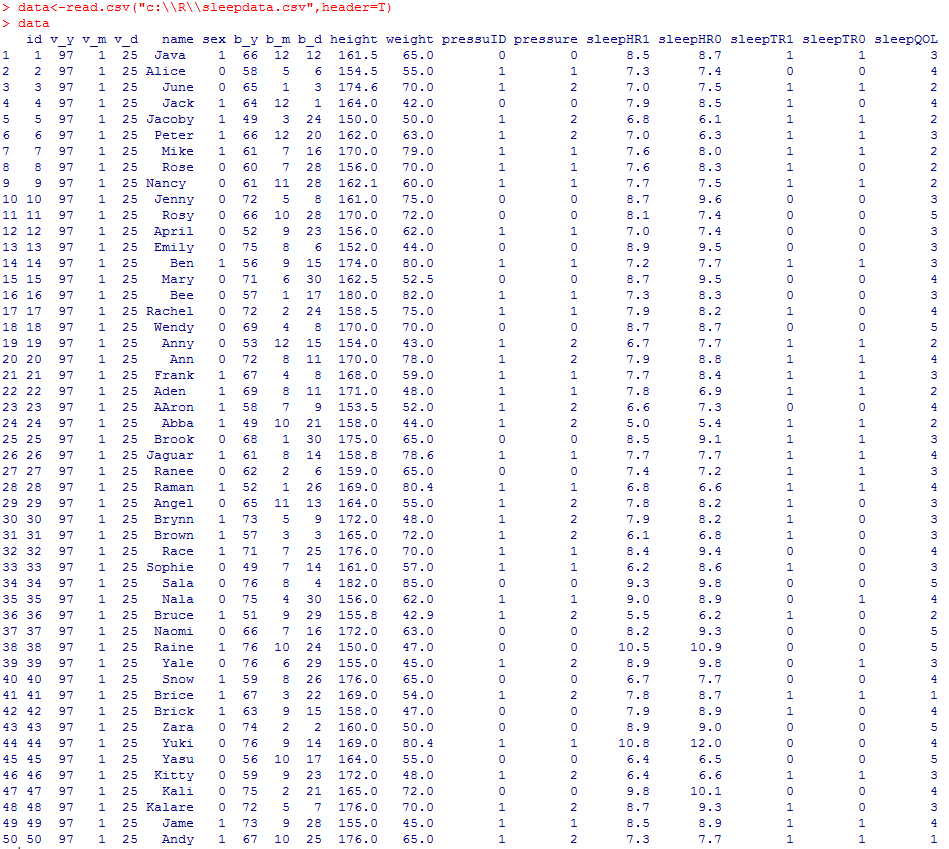 > data<-read.csv("c:\\R\\sleepdata.csv",header=T)
> data
id v_y v_m v_d name sex b_y b_m b_d height weight pressuID pressure sleepHR1 sleepHR0 sleepTR1 sleepTR0 sleepQOL
1 1 97 1 25 Java 1 66 12 12 161.5 65.0 0 0 8.5 8.7 1 1 3
2 2 97 1 25 Alice 0 58 5 6 154.5 55.0 0 0 7.3 7.4 0 0 4
3 3 97 1 25 June 0 65 1 3 174.6 70.0 1 2 7.0 7.5 1 1 2
4 4 97 1 25 Jack 1 64 12 1 164.0 42.0 0 0 7.9 8.5 1 0 4
5 5 97 1 25 Jacoby 1 49 3 24 150.0 50.0 1 2 6.8 6.1 1 1 2
6 6 97 1 25 Peter 1 66 12 20 162.0 63.0 1 2 7.0 6.3 1 1 3
7 7 97 1 25 Mike 1 61 7 16 170.0 79.0 1 1 7.6 8.0 1 1 2
8 8 97 1 25 Rose 0 60 7 28 156.0 70.0 1 1 7.6 8.3 1 0 2
9 9 97 1 25 Nancy 0 61 11 28 162.1 60.0 1 1 7.7 7.5 1 1 2
10 10 97 1 25 Jenny 0 72 5 8 161.0 75.0 0 0 8.7 9.6 0 0 3
11 11 97 1 25 Rosy 0 66 10 28 170.0 72.0 0 0 8.1 7.4 0 0 5
12 12 97 1 25 April 0 52 9 23 156.0 62.0 1 1 7.0 7.4 0 0 3
13 13 97 1 25 Emily 0 75 8 6 152.0 44.0 0 0 8.9 9.5 0 0 3
14 14 97 1 25 Ben 1 56 9 15 174.0 80.0 1 1 7.2 7.7 1 1 3
15 15 97 1 25 Mary 0 71 6 30 162.5 52.5 0 0 8.7 9.5 0 0 4
16 16 97 1 25 Bee 0 57 1 17 180.0 82.0 1 1 7.3 8.3 0 0 3
17 17 97 1 25 Rachel 0 72 2 24 158.5 75.0 1 1 7.9 8.2 1 0 4
18 18 97 1 25 Wendy 0 69 4 8 170.0 70.0 0 0 8.7 8.7 0 0 5
19 19 97 1 25 Anny 0 53 12 15 154.0 43.0 1 2 6.7 7.7 1 1 2
20 20 97 1 25 Ann 0 72 8 11 170.0 78.0 1 2 7.9 8.8 1 0 4
21 21 97 1 25 Frank 1 67 4 8 168.0 59.0 1 1 7.7 8.4 1 1 3
22 22 97 1 25 Aden 1 69 8 11 171.0 48.0 1 1 7.8 6.9 1 1 2
23 23 97 1 25 AAron 1 58 7 9 153.5 52.0 1 2 6.6 7.3 0 0 4
24 24 97 1 25 Abba 1 49 10 21 158.0 44.0 1 2 5.0 5.4 1 1 2
25 25 97 1 25 Brook 0 68 1 30 175.0 65.0 0 0 8.5 9.1 1 1 3
26 26 97 1 25 Jaguar 1 61 8 14 158.8 78.6 1 1 7.7 7.7 1 1 4
27 27 97 1 25 Ranee 0 62 2 6 159.0 65.0 0 0 7.4 7.2 1 1 3
28 28 97 1 25 Raman 1 52 1 26 169.0 80.4 1 1 6.8 6.6 1 1 4
29 29 97 1 25 Angel 0 65 11 13 164.0 55.0 1 2 7.8 8.2 1 0 3
30 30 97 1 25 Brynn 1 73 5 9 172.0 48.0 1 2 7.9 8.2 1 0 3
31 31 97 1 25 Brown 1 57 3 3 165.0 72.0 1 2 6.1 6.8 1 0 3
32 32 97 1 25 Race 1 71 7 25 176.0 70.0 1 1 8.4 9.4 0 0 4
33 33 97 1 25 Sophie 0 49 7 14 161.0 57.0 1 1 6.2 8.6 1 0 3
34 34 97 1 25 Sala 0 76 8 4 182.0 85.0 0 0 9.3 9.8 0 0 5
35 35 97 1 25 Nala 0 75 4 30 156.0 62.0 1 1 9.0 8.9 1 0 4
36 36 97 1 25 Bruce 1 51 9 29 155.8 42.9 1 2 5.5 6.2 1 0 2
37 37 97 1 25 Naomi 0 66 7 16 172.0 63.0 0 0 8.2 9.3 0 0 5
38 38 97 1 25 Raine 1 76 10 24 150.0 47.0 0 0 10.5 10.9 0 0 5
39 39 97 1 25 Yale 0 76 6 29 155.0 45.0 1 2 8.9 9.8 0 1 3
40 40 97 1 25 Snow 0 59 8 26 176.0 65.0 0 0 6.7 7.7 0 0 4
41 41 97 1 25 Brice 1 67 3 22 169.0 54.0 1 2 7.8 8.7 1 1 1
42 42 97 1 25 Brick 1 63 9 15 158.0 47.0 0 0 7.9 8.9 1 0 4
43 43 97 1 25 Zara 0 74 2 2 160.0 50.0 0 0 8.9 9.0 0 0 5
44 44 97 1 25 Yuki 0 76 9 14 169.0 80.4 1 1 10.8 12.0 0 0 4
45 45 97 1 25 Yasu 0 56 10 17 164.0 55.0 0 0 6.4 6.5 0 0 5
46 46 97 1 25 Kitty 0 59 9 23 172.0 48.0 1 2 6.4 6.6 1 1 3
47 47 97 1 25 Kali 0 75 2 21 165.0 72.0 0 0 9.8 10.1 0 0 4
48 48 97 1 25 Kalare 0 72 5 7 176.0 70.0 1 2 8.7 9.3 1 0 3
49 49 97 1 25 Jame 1 73 9 28 155.0 45.0 1 1 8.5 8.9 1 1 4
50 50 97 1 25 Andy 1 67 10 25 176.0 65.0 1 2 7.3 7.7 1 1 1